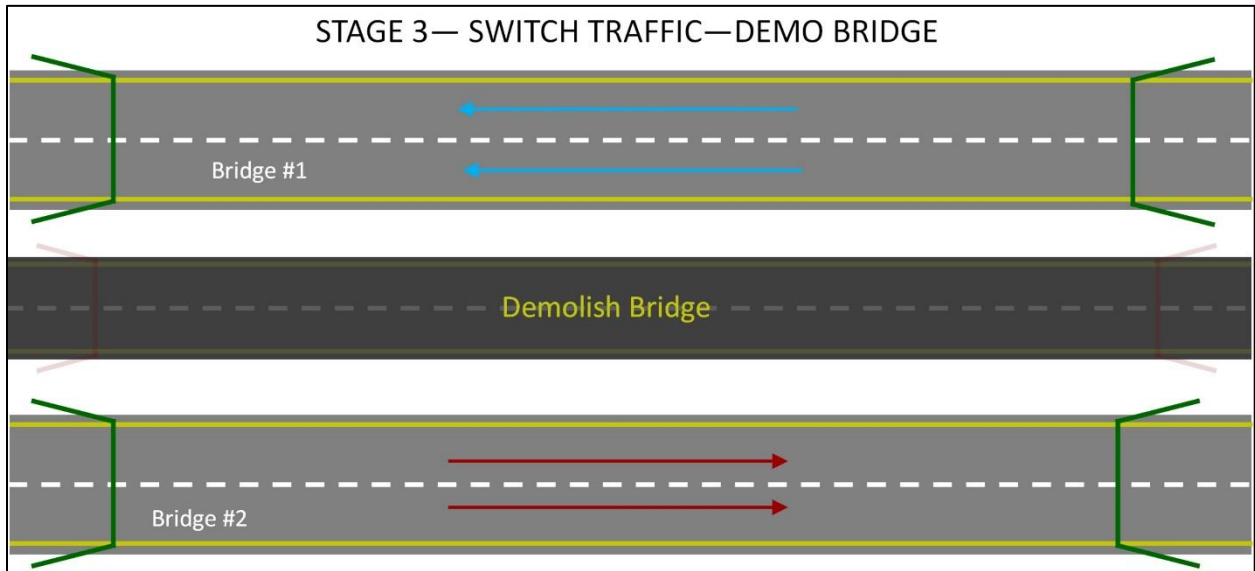 STAGE 3— SWITCH TRAFFIC—DEMO BRIDGE
Bridge #1
Demolish Bridge
Bridge #2